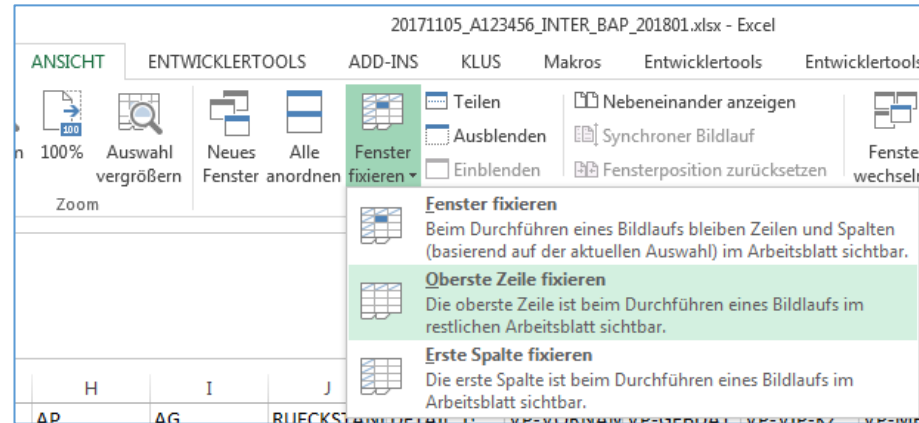 20171105_A123456_INTER_BAP_201801.xlsx - Excel
ANSICHT ENTWICKLERTOOLS ADD-INS KLUS Makros Entwicklertools Entwicklertools
100% Auswahl vergrößern
Zoom
Neues Fenster
Alle anordnen
Fenster fixieren
Teilen
Ausblenden
Einblenden
Nebeneinander anzeigen
Synchroner Bildlauf
Fensterposition zurücksetzen
Fenste
wechseln
Fenster fixieren
Beim Durchführen eines Bildlaufs bleiben Zeilen und Spalten
(basierend auf der aktuellen Auswahl) im Arbeitsblatt sichtbar.
Oberste Zeile fixieren
Die oberste Zeile ist beim Durchführen eines Bildlaufs im
restlichen Arbeitsblatt sichtbar.
Erste Spalte fixieren
Die erste Spalte ist beim Durchführen eines Bildlaufs im
Arbeitsblatt sichtbar.
H I J
AP AG